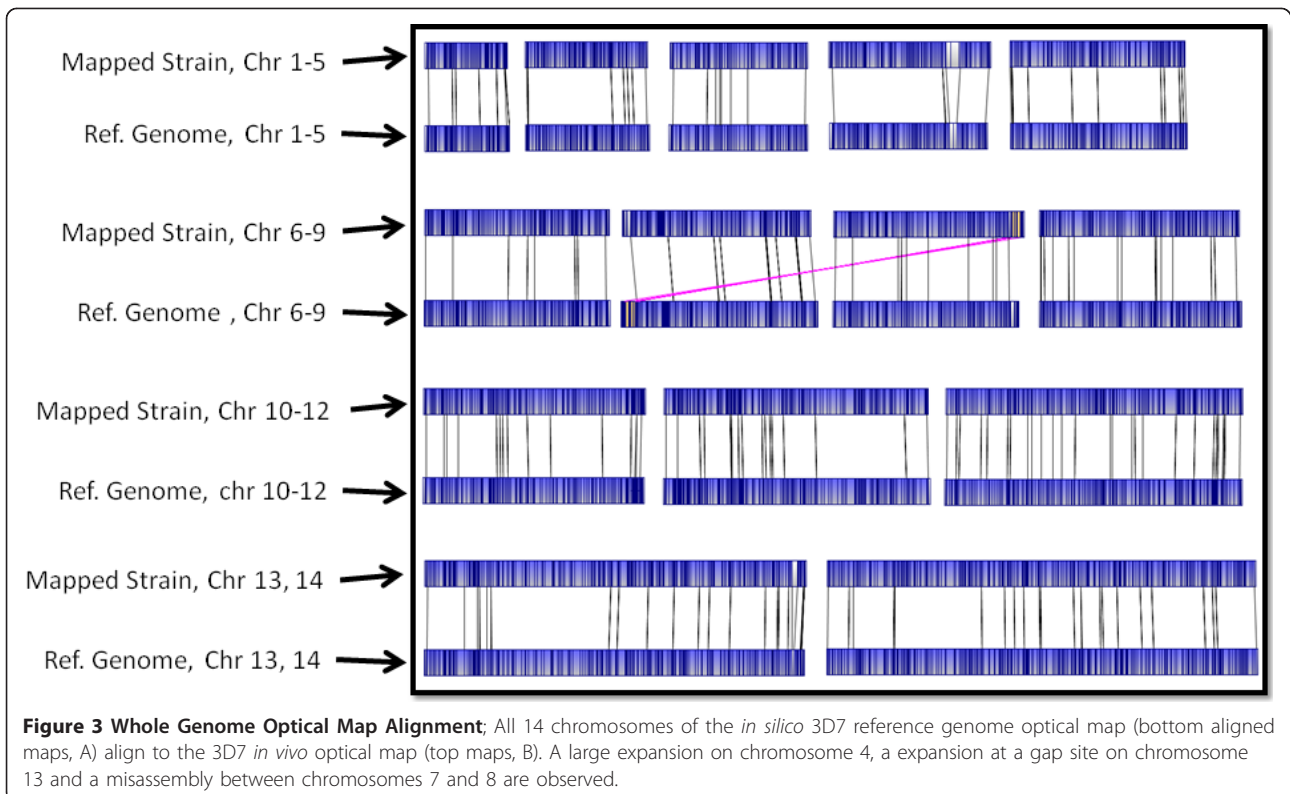 Mapped Strain, Chr 1-5
Ref. Genome, Chr 1-5
Mapped Strain, Chr 6-9
Ref. Genome , Chr 6-9
Mapped Strain, Chr 10-12
Ref. Genome, chr 10-12
Mapped Strain, Chr 13, 14
Ref. Genome, Chr 13, 14
Figure 3 Whole Genome Optical Map Alignment; All 14 chromosomes of the in silico 3D7 reference genome optical map (bottom aligned
maps, A) align to the 3D7 in vivo optical map (top maps, B). A large expansion on chromosome 4, a expansion at a gap site on chromosome
13 and a misassembly between chromosomes 7 and 8 are observed.